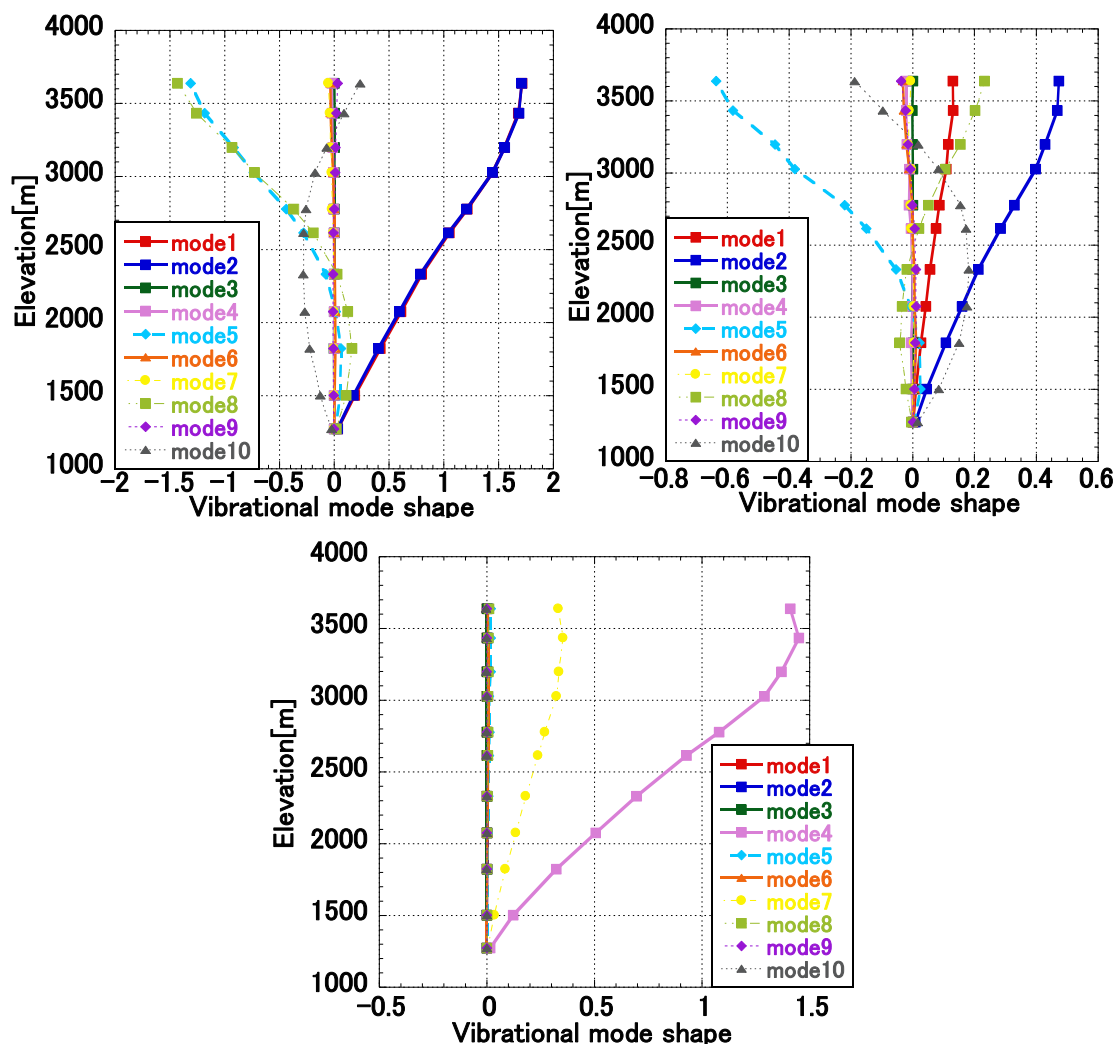 4000
3500
3000
2500
2000
1500
1000
Elevation[m]
mode1
mode2
mode3
mode4
mode5
mode6
mode7
mode8
mode9
mode10
-2 -1.5 -1 -0.5 0 0.5 1 1.5 2
Vibrational mode shape
4000
3500
3000
2500
2000
1500
1000
Elevation[m]
mode1
mode2
mode3
mode4
mode5
mode6
mode7
mode8
mode9
mode10
-0.8 -0.6 -0.4 -0.2 0 0.2 0.4 0.6
Vibrational mode shape
4000
3500
3000
2500
2000
1500
1000
Elevation[m]
mode1
mode2
mode3
mode4
mode5
mode6
mode7
mode8
mode9
mode10
-0.5 0 0.5 1 1.5
Vibrational mode shape